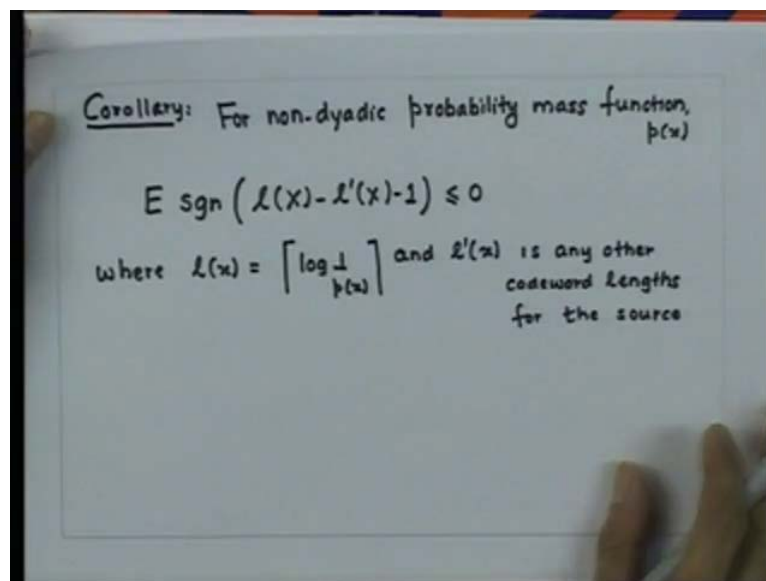 Corollary: For non-dyadic probability mass function, p(x)
E sgn ( l(X) - l'(X) - 1 ) ≤ 0
where l(x) = ⌈ log 1/p(x) ⌉ and l'(x) is any other
codeword lengths
for the source